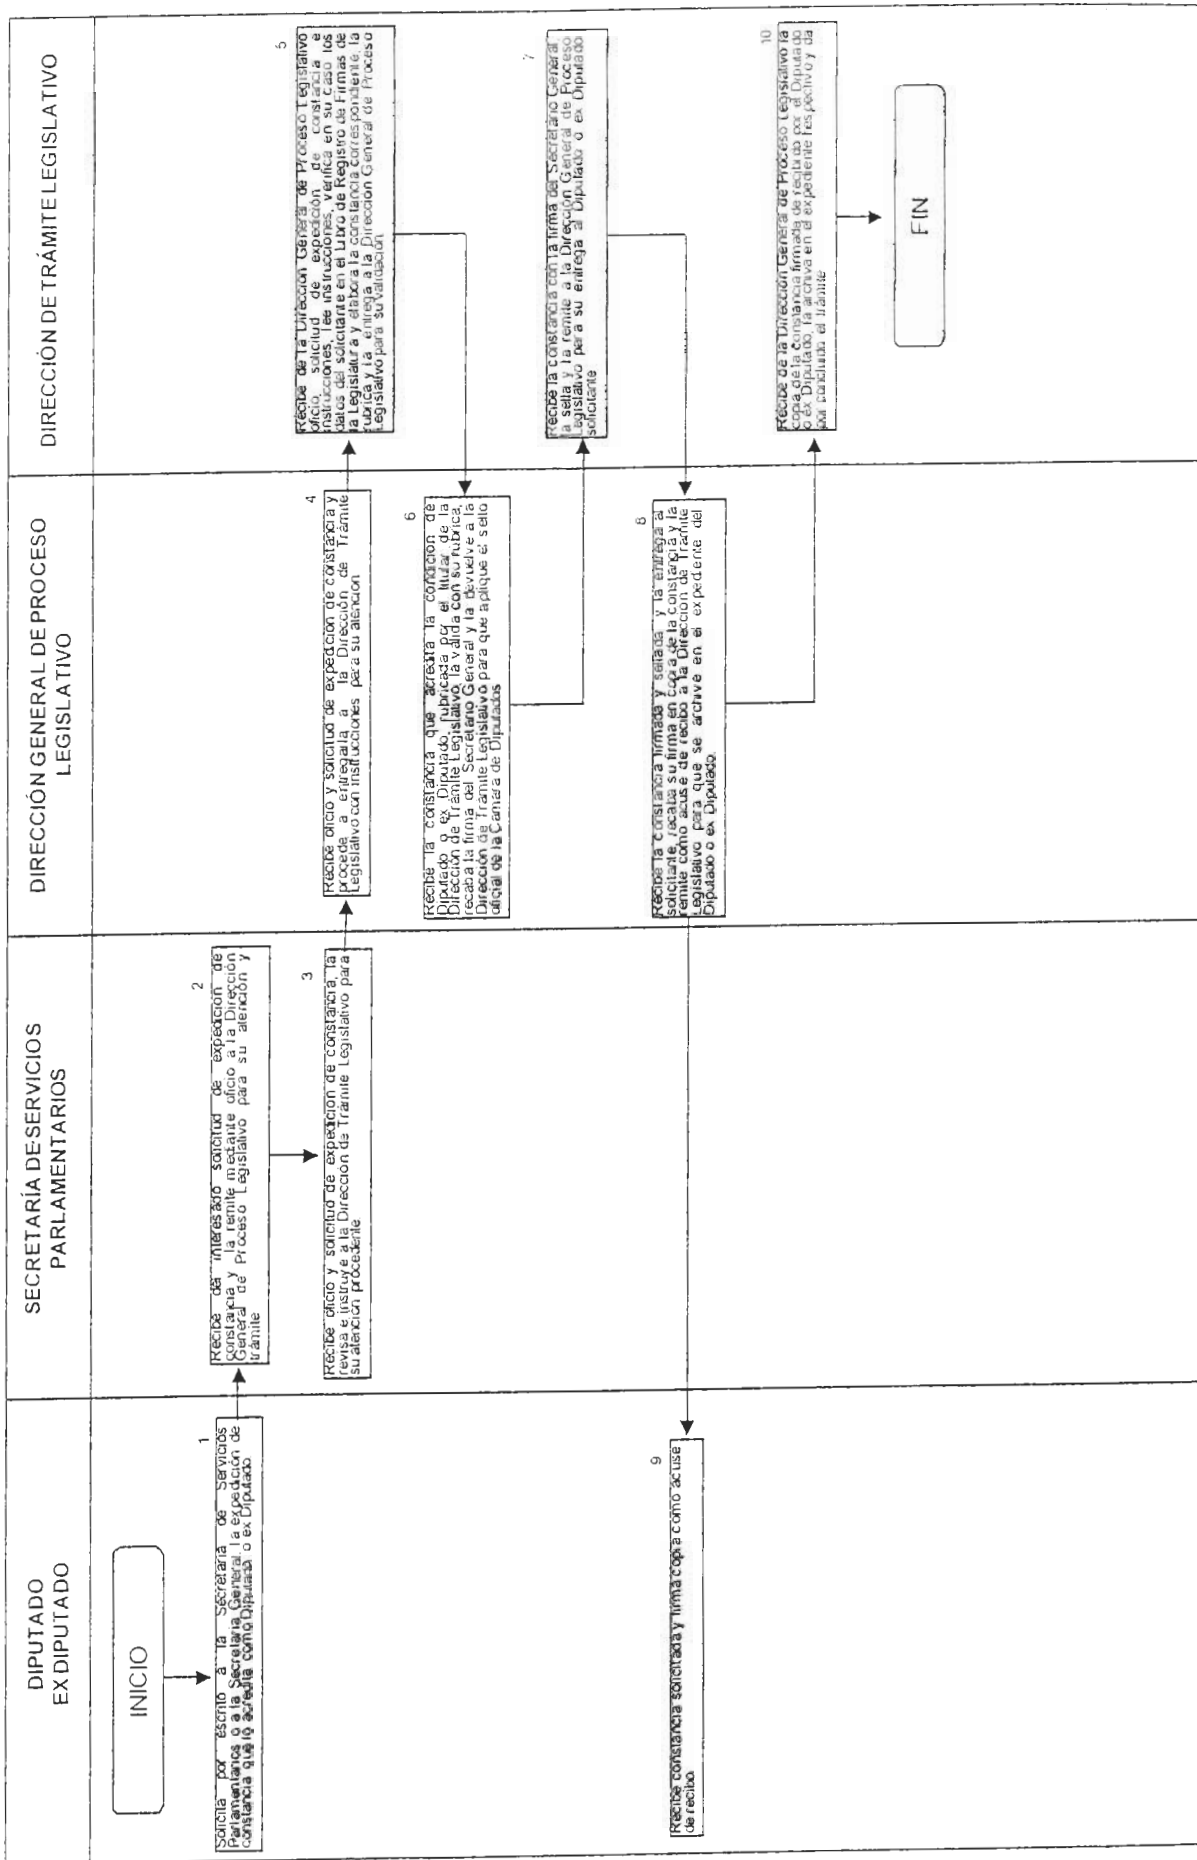 DIPUTADO
EX DIPUTADO
SECRETARÍA DE SERVICIOS
PARLAMENTARIOS
DIRECCIÓN GENERAL DE PROCESO
LEGISLATIVO
DIRECCIÓN DE TRÁMITE LEGISLATIVO
INICIO
1
Solicita por escrito a la Secretaría de Servicios
Parlamentarios o a la Secretaría General, la expedición de
constancia que lo acredita como Diputado o ex Diputado
2
Recibe del interesado solicitud de expedición de
constancia y la remite mediante oficio a la Dirección
General de Proceso Legislativo para su atención y
trámite
3
Recibe oficio y solicitud de expedición de constancia, la
revisa e instruye a la Dirección de Trámite Legislativo para
su atención procedente
4
Recibe oficio y solicitud de expedición de constancia y
procede a entregarla a la Dirección de Trámite
Legislativo con instrucciones para su atención
5
Recibe de la Dirección General de Proceso Legislativo
oficio, solicitud de expedición de constancia e
instrucciones, lee instrucciones, verifica en su caso los
datos del solicitante en el Libro de Registro de Firmas de
la Legislatura y elabora la constancia correspondiente, la
rubrica y la entrega a la Dirección General de Proceso
Legislativo para su validación
6
Recibe la constancia que acredita la condición de
Diputado o ex Diputado, rubricada por el titular de la
Dirección de Trámite Legislativo, la valida con su rubrica,
recaba la firma del Secretario General y la devuelve a la
Dirección de Trámite Legislativo para que aplique el sello
oficial de la Cámara de Diputados
7
Recibe la constancia con la firma del Secretario General,
la sella y la remite a la Dirección General de Proceso
Legislativo para su entrega al Diputado o ex Diputado
solicitante
8
Recibe la constancia firmada y sellada y la entrega al
solicitante, recaba su firma en copia de la constancia y la
remite como acuse de recibo a la Dirección de Trámite
Legislativo para que se archive en el expediente del
Diputado o ex Diputado.
9
Recibe constancia solicitada y firma copia como acuse
de recibo.
10
Recibe de la Dirección General de Proceso Legislativo la
copia de la constancia firmada de recibido por el Diputado
o ex Diputado, la archiva en el expediente respectivo y da
por concluido el trámite
FIN